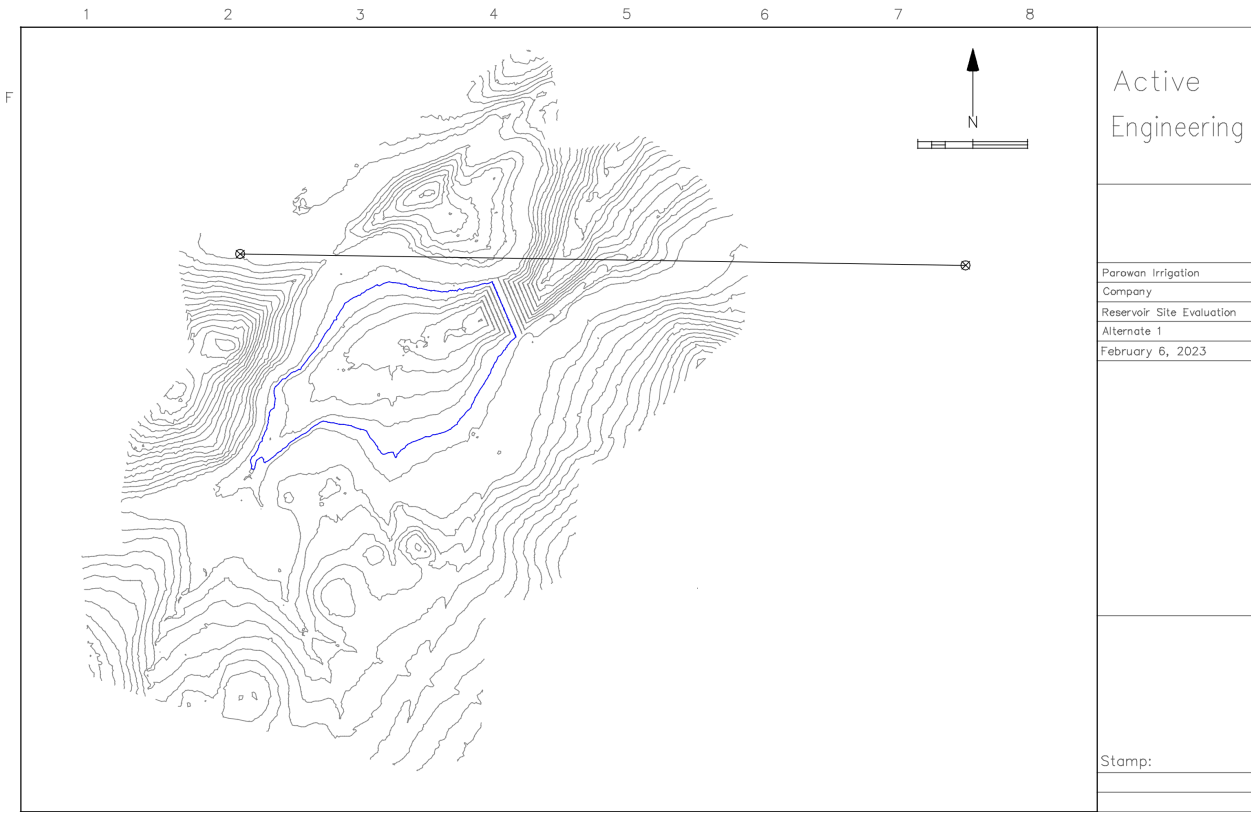 1 2 3 4 5 6 7 8
F
N
Active
Engineering
Parowan Irrigation
Company
Reservoir Site Evaluation
Alternate 1
February 6, 2023
Stamp: